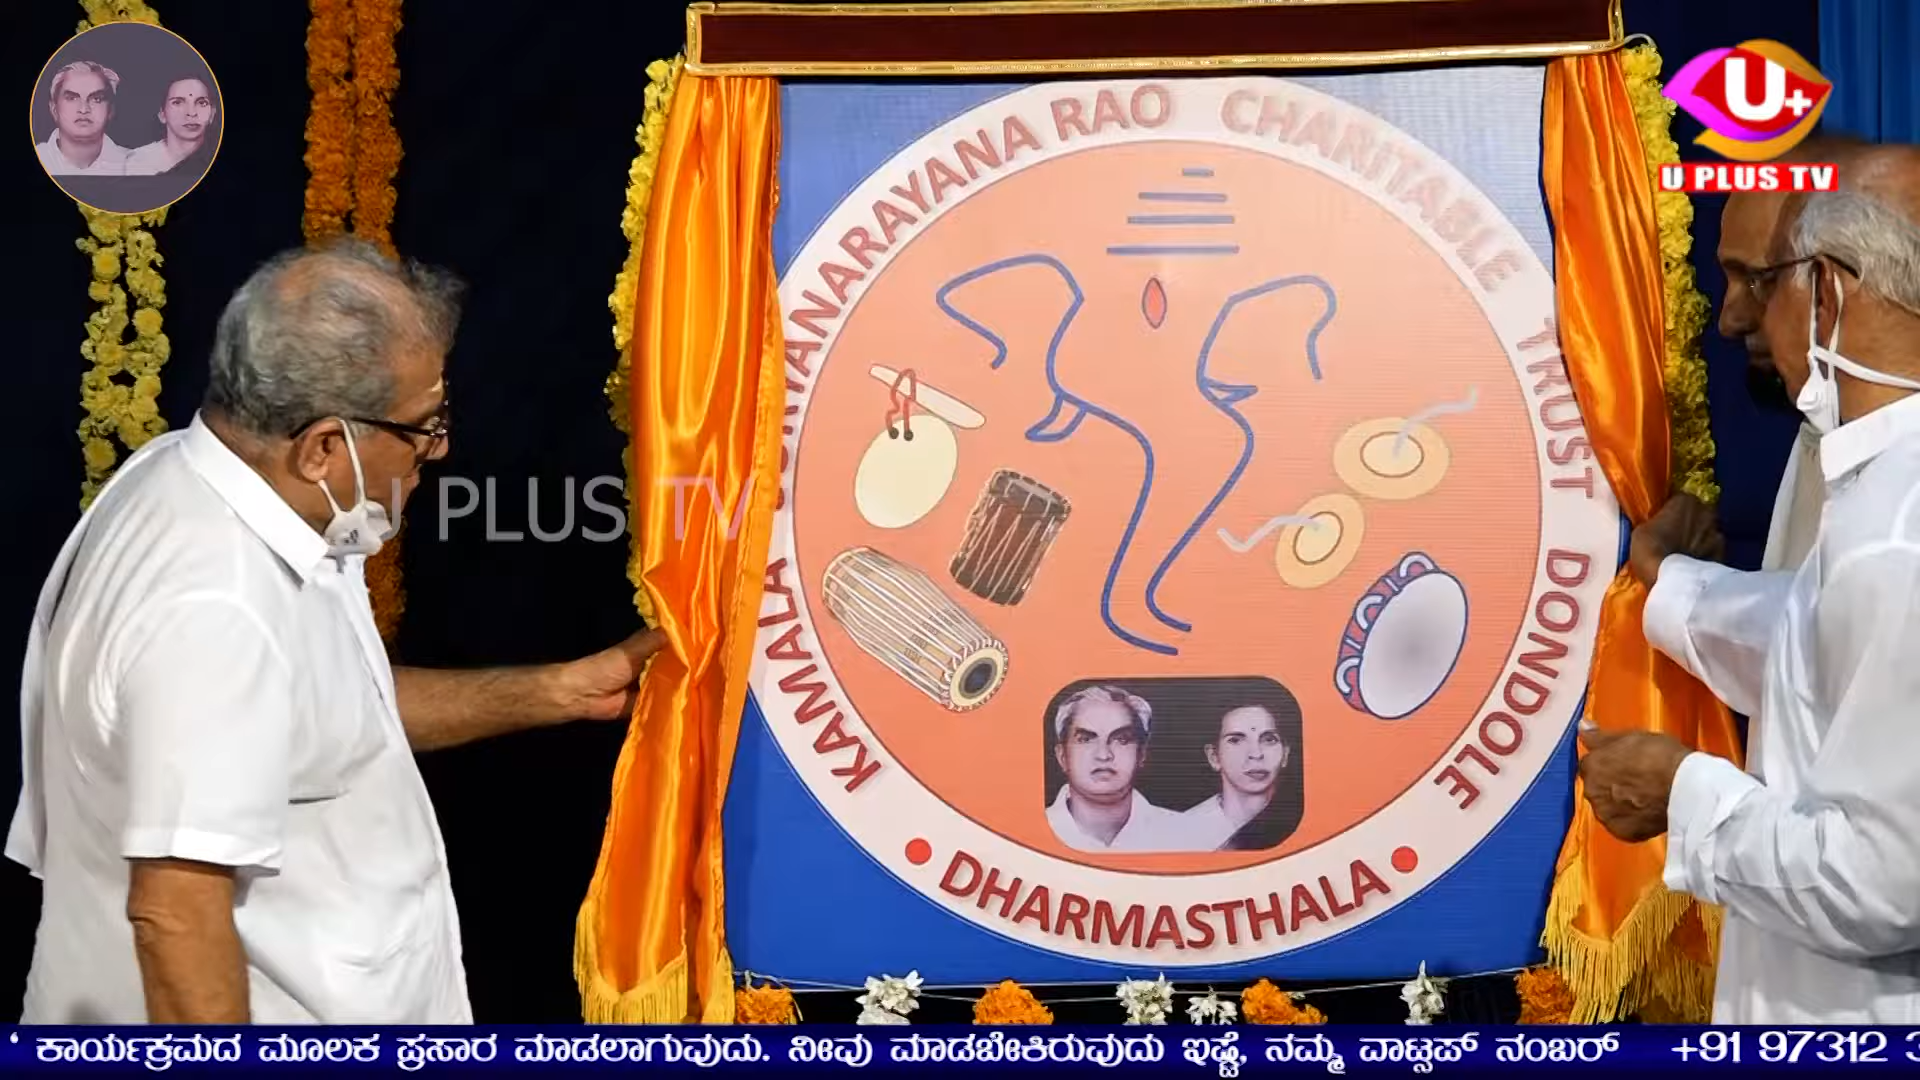 U+
U PLUS TV
KAMALA SURYANARAYANA RAO CHARITABLE TRUST DONDOLE
U PLUS TV
• DHARMASTHALA •
‘ ಕಾರ್ಯಕ್ರಮದ ಮೂಲಕ ಪ್ರಸಾರ ಮಾಡಲಾಗುವುದು. ನೀವು ಮಾಡಬೇಕಿರುವುದು ಇಷ್ಟೆ, ನಮ್ಮ ವಾಟ್ಸಪ್ ನಂಬರ್ +91 97312